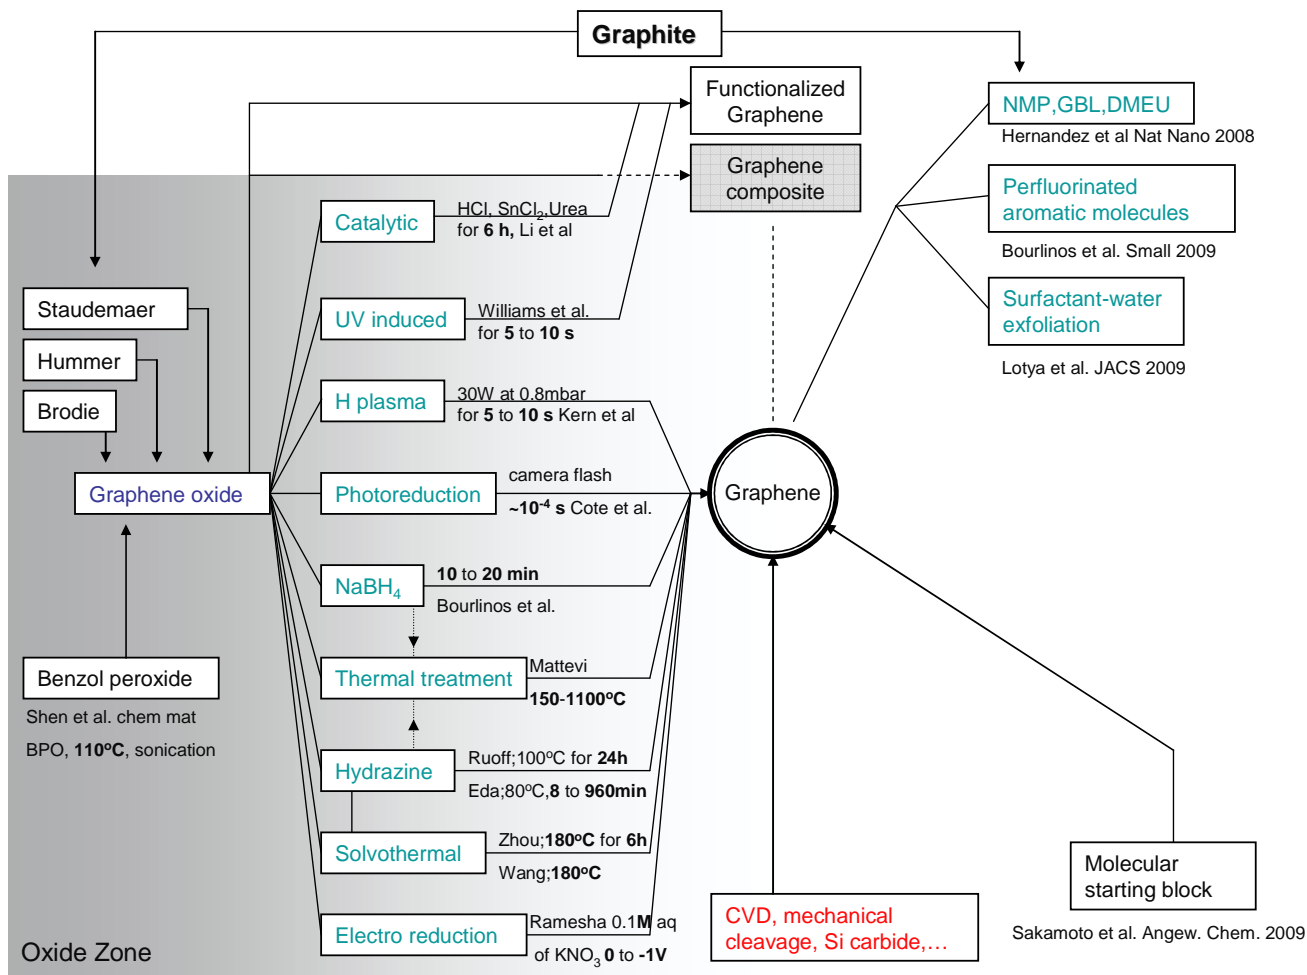 Graphite
Functionalized
Graphene
NMP,GBL,DMEU
Hernandez et al Nat Nano 2008
Graphene
composite
Perfluorinated
aromatic molecules
Bourlinos et al. Small 2009
Catalytic
HCl, SnCl₂,Urea
for 6 h, Li et al
Surfactant-water
exfoliation
Lotya et al. JACS 2009
Staudemaer
Hummer
Brodie
UV induced
Williams et al.
for 5 to 10 s
H plasma
30W at 0.8mbar
for 5 to 10 s Kern et al
Graphene oxide
Photoreduction
camera flash
~10⁻⁴ s Cote et al.
Graphene
NaBH₄
10 to 20 min
Bourlinos et al.
Benzol peroxide
Shen et al. chem mat
BPO, 110ºC, sonication
Thermal treatment
Mattevi
150-1100ºC
Hydrazine
Ruoff;100ºC for 24h
Eda;80ºC,8 to 960min
Solvothermal
Zhou;180ºC for 6h
Wang;180ºC
Electro reduction
Ramesha 0.1M aq
of KNO₃ 0 to -1V
CVD, mechanical
cleavage, Si carbide,…
Molecular
starting block
Sakamoto et al. Angew. Chem. 2009
Oxide Zone